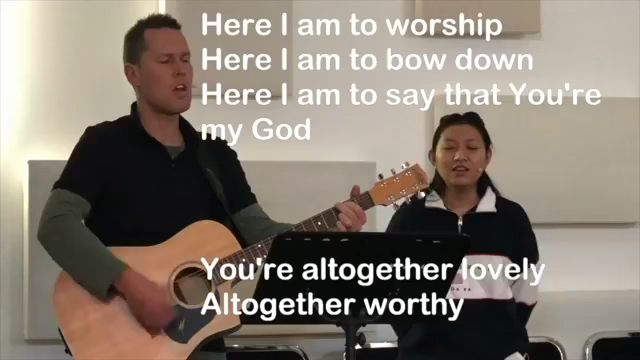 Here I am to worship
Here I am to bow down
Here I am to say that You're
my God
You're altogether lovely
Altogether worthy